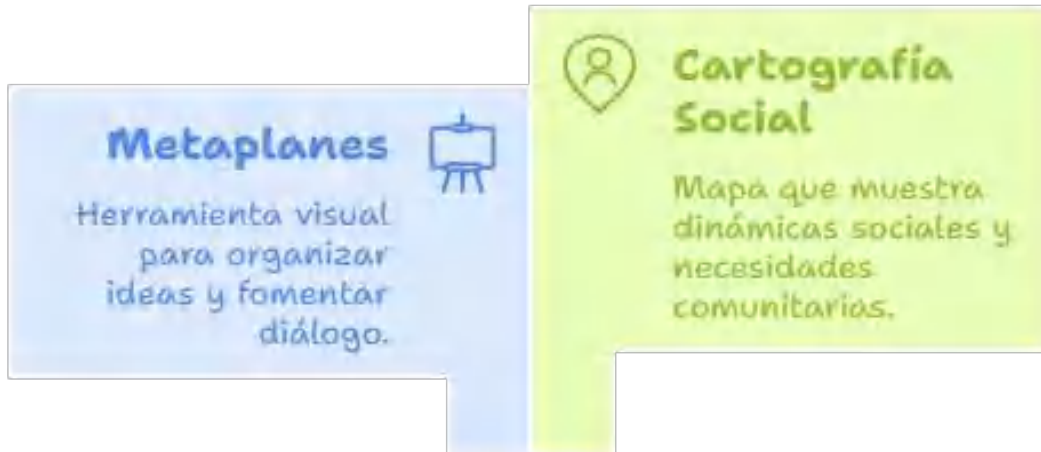 Metaplanes
Herramienta visual
para organizar
ideas y fomentar
diálogo.
Cartografía
Social
Mapa que muestra
dinámicas sociales y
necesidades
comunitarias.